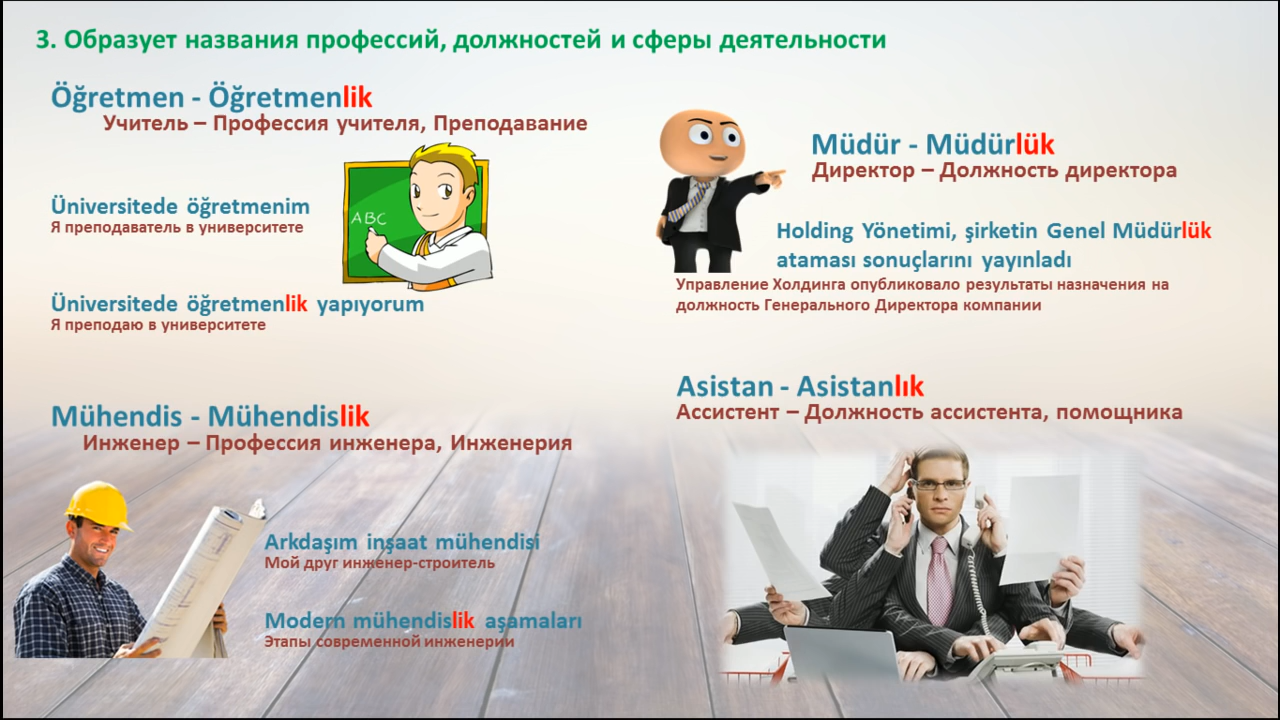 3. Образует названия профессий, должностей и сферы деятельности
Öğretmen - Öğretmenlik
Учитель – Профессия учителя, Преподавание
ABC
Üniversitede öğretmenim
Я преподаватель в университете
Üniversitede öğretmenlik yapıyorum
Я преподаю в университете
Mühendis - Mühendislik
Инженер – Профессия инженера, Инженерия
Arkdaşım inşaat mühendisi
Мой друг инженер-строитель
Modern mühendislik aşamaları
Этапы современной инженерии
Müdür - Müdürlük
Директор – Должность директора
Holding Yönetimi, şirketin Genel Müdürlük
ataması sonuçlarını yayınladı
Управление Холдинга опубликовало результаты назначения на
должность Генерального Директора компании
Asistan - Asistanlık
Ассистент – Должность ассистента, помощника